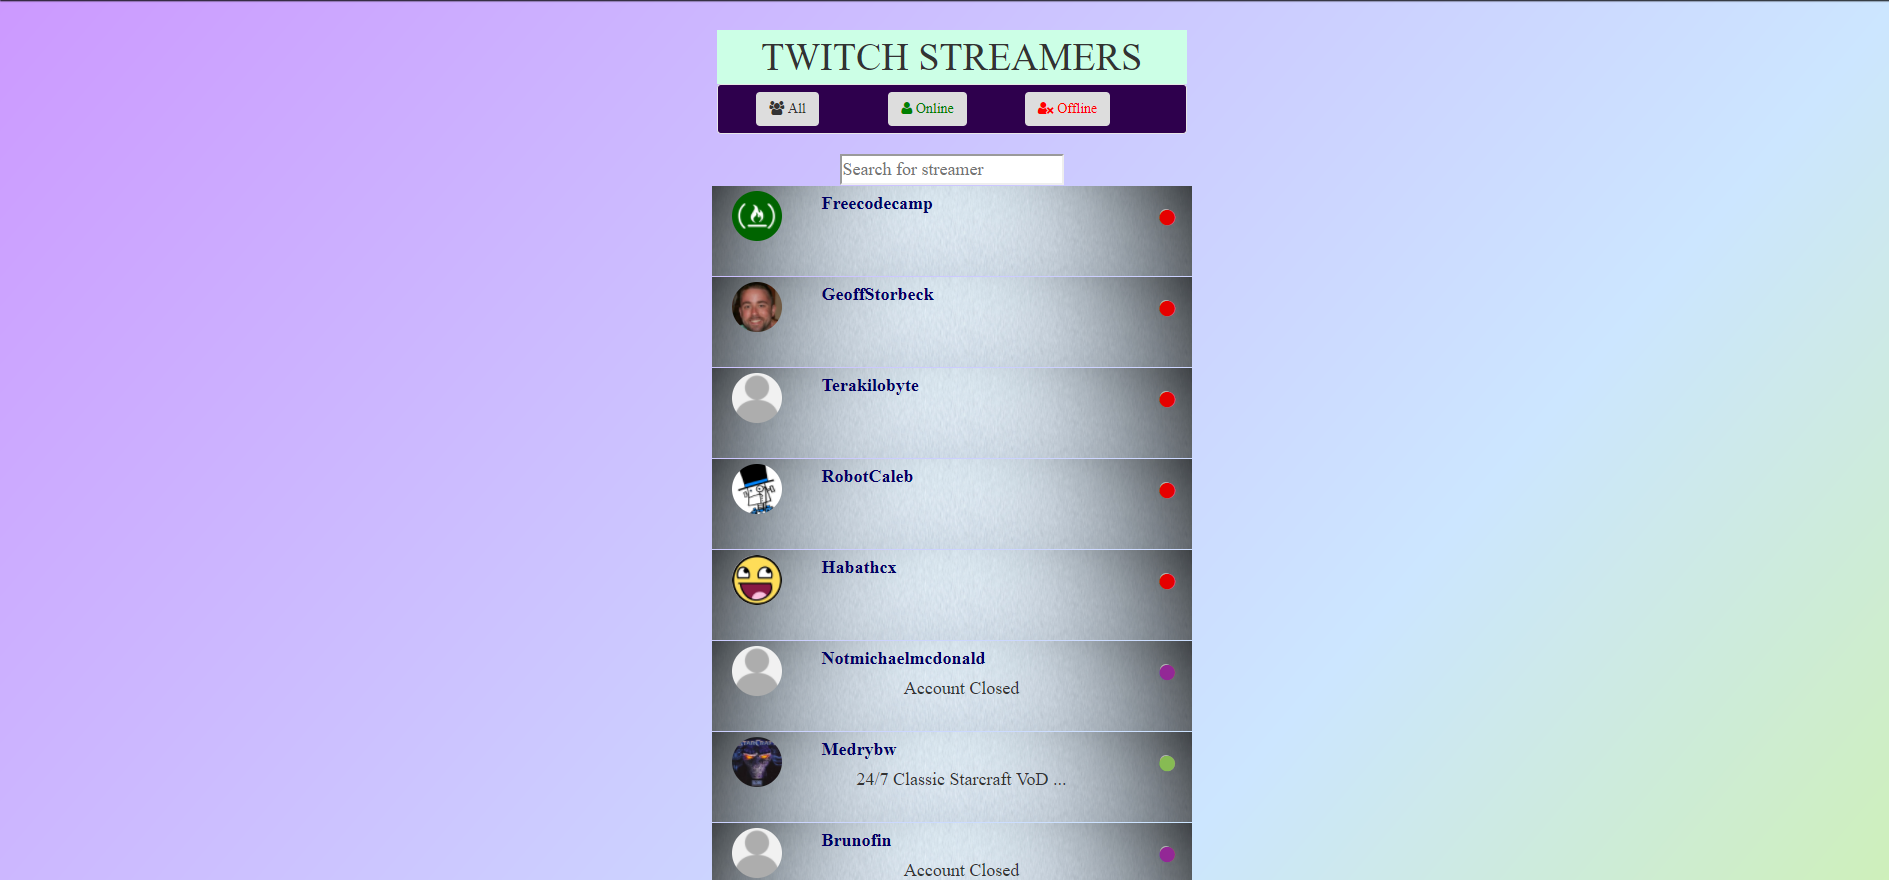 TWITCH STREAMERS
All Online Offline
Search for streamer
Freecodecamp
GeoffStorbeck
Terakilobyte
RobotCaleb
Habathcx
Notmichaelmcdonald
Account Closed
Medrybw
24/7 Classic Starcraft VoD ...
Brunofin
Account Closed